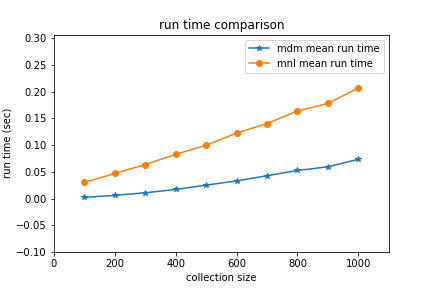 run time comparison
mdm mean run time
mnl mean run time
run time (sec)
0.30
0.25
0.20
0.15
0.10
0.05
0.00
−0.05
−0.10
0 200 400 600 800 1000
collection size